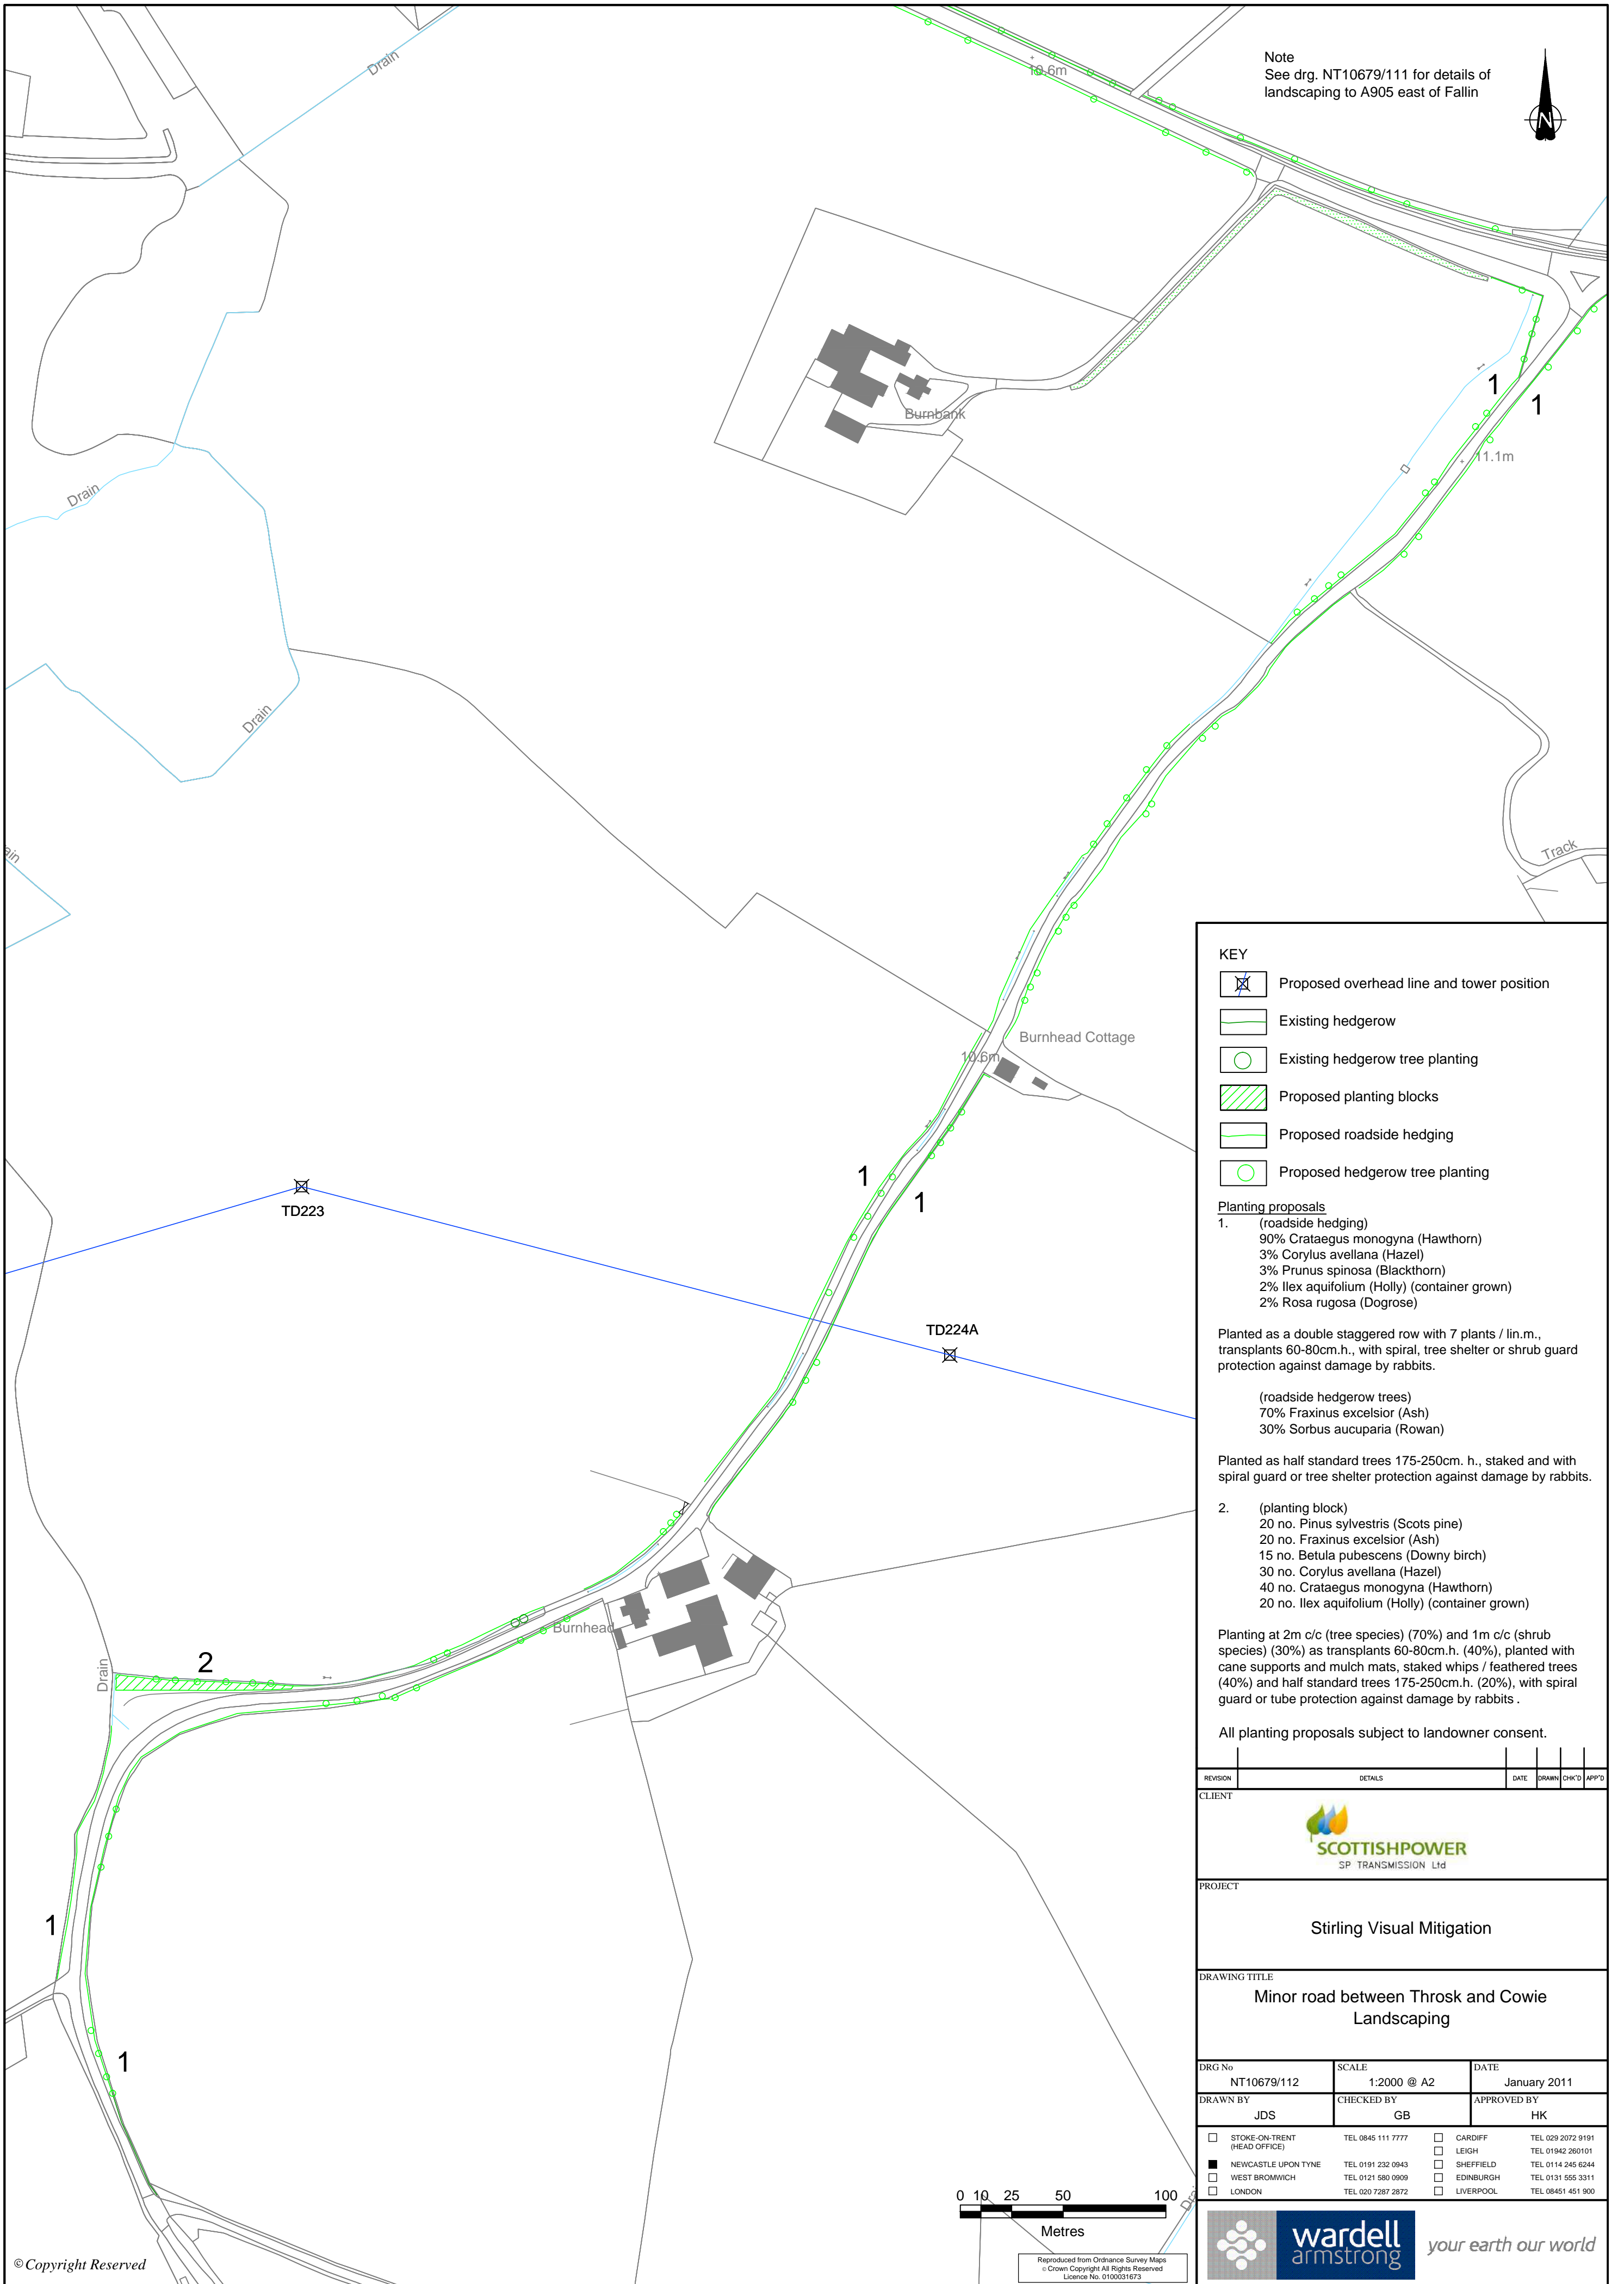 Note
See drg. NT10679/111 for details of
landscaping to A905 east of Fallin
N
Drain
10.6m
Burnbank
11.1m
Drain
Drain
ain
Track
Burnhead Cottage
10.6m
1
1
1
1
TD223
TD224A
Burnhead
2
Drain
1
1
KEY
Proposed overhead line and tower position
Existing hedgerow
Existing hedgerow tree planting
Proposed planting blocks
Proposed roadside hedging
Proposed hedgerow tree planting
Planting proposals
1. (roadside hedging)
90% Crataegus monogyna (Hawthorn)
3% Corylus avellana (Hazel)
3% Prunus spinosa (Blackthorn)
2% Ilex aquifolium (Holly) (container grown)
2% Rosa rugosa (Dogrose)
Planted as a double staggered row with 7 plants / lin.m.,
transplants 60-80cm.h., with spiral, tree shelter or shrub guard
protection against damage by rabbits.
(roadside hedgerow trees)
70% Fraxinus excelsior (Ash)
30% Sorbus aucuparia (Rowan)
Planted as half standard trees 175-250cm. h., staked and with
spiral guard or tree shelter protection against damage by rabbits.
2. (planting block)
20 no. Pinus sylvestris (Scots pine)
20 no. Fraxinus excelsior (Ash)
15 no. Betula pubescens (Downy birch)
30 no. Corylus avellana (Hazel)
40 no. Crataegus monogyna (Hawthorn)
20 no. Ilex aquifolium (Holly) (container grown)
Planting at 2m c/c (tree species) (70%) and 1m c/c (shrub
species) (30%) as transplants 60-80cm.h. (40%), planted with
cane supports and mulch mats, staked whips / feathered trees
(40%) and half standard trees 175-250cm.h. (20%), with spiral
guard or tube protection against damage by rabbits .
All planting proposals subject to landowner consent.
REVISION DETAILS DATE DRAWN CHK'D APP'D
CLIENT
SCOTTISHPOWER
SP TRANSMISSION Ltd
PROJECT
Stirling Visual Mitigation
DRAWING TITLE
Minor road between Throsk and Cowie
Landscaping
DRG No SCALE DATE
NT10679/112 1:2000 @ A2 January 2011
DRAWN BY CHECKED BY APPROVED BY
JDS GB HK
STOKE-ON-TRENT TEL 0845 111 7777 CARDIFF TEL 029 2072 9191
(HEAD OFFICE) LEIGH TEL 01942 260101
NEWCASTLE UPON TYNE TEL 0191 232 0943 SHEFFIELD TEL 0114 245 6244
WEST BROMWICH TEL 0121 580 0909 EDINBURGH TEL 0131 555 3311
LONDON TEL 020 7287 2872 LIVERPOOL TEL 08451 451 900
wardell
armstrong
your earth our world
0 10 25 50 100
Metres
Reproduced from Ordnance Survey Maps
© Crown Copyright All Rights Reserved
Licence No. 0100031673
© Copyright Reserved